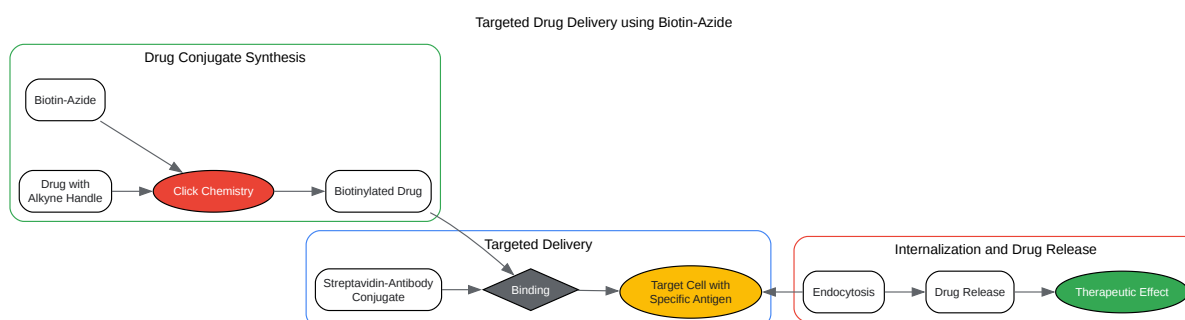 Targeted Drug Delivery using Biotin-Azide
Drug Conjugate Synthesis
Biotin-Azide
Drug with
Alkyne Handle
Click Chemistry
Biotinylated Drug
Targeted Delivery
Streptavidin-Antibody
Conjugate
Binding
Target Cell with
Specific Antigen
Internalization and Drug Release
Endocytosis
Drug Release
Therapeutic Effect